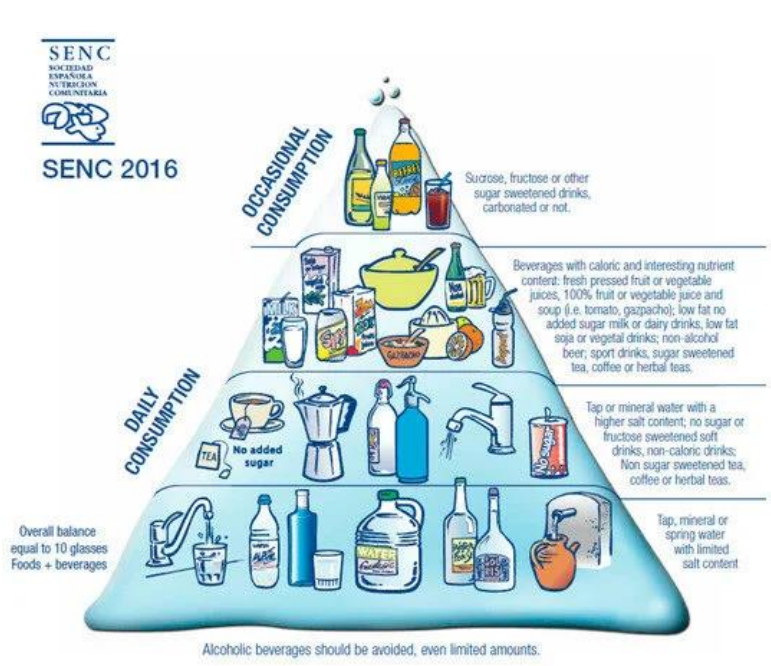 SENC
SOCIEDAD
ESPAÑOLA
NUTRICION
COMUNITARIA
SENC 2016
OCCASIONAL
CONSUMPTION
Sucrose, fructose or other
sugar sweetened drinks,
carbonated or not.
Beverages with caloric and interesting nutrient
content: fresh pressed fruit or vegetable
juices, 100% fruit or vegetable juice and
soup (i.e. tomato, gazpacho); low fat no
added sugar milk or dairy drinks, low fat
soja or vegetal drinks; non-alcohol
beer; sport drinks, sugar sweetened
tea, coffee or herbal teas.
MILK
GAZPACHO
DAILY
CONSUMPTION
TEA
No added
sugar
No sugar
Tap or mineral water with a
higher salt content; no sugar or
fructose sweetened soft
drinks, non-caloric drinks;
Non sugar sweetened tea,
coffee or herbal teas.
Overall balance
equal to 10 glasses
Foods + beverages
WATER
Tap, mineral or
spring water
with limited
salt content
Alcoholic beverages should be avoided, even limited amounts.